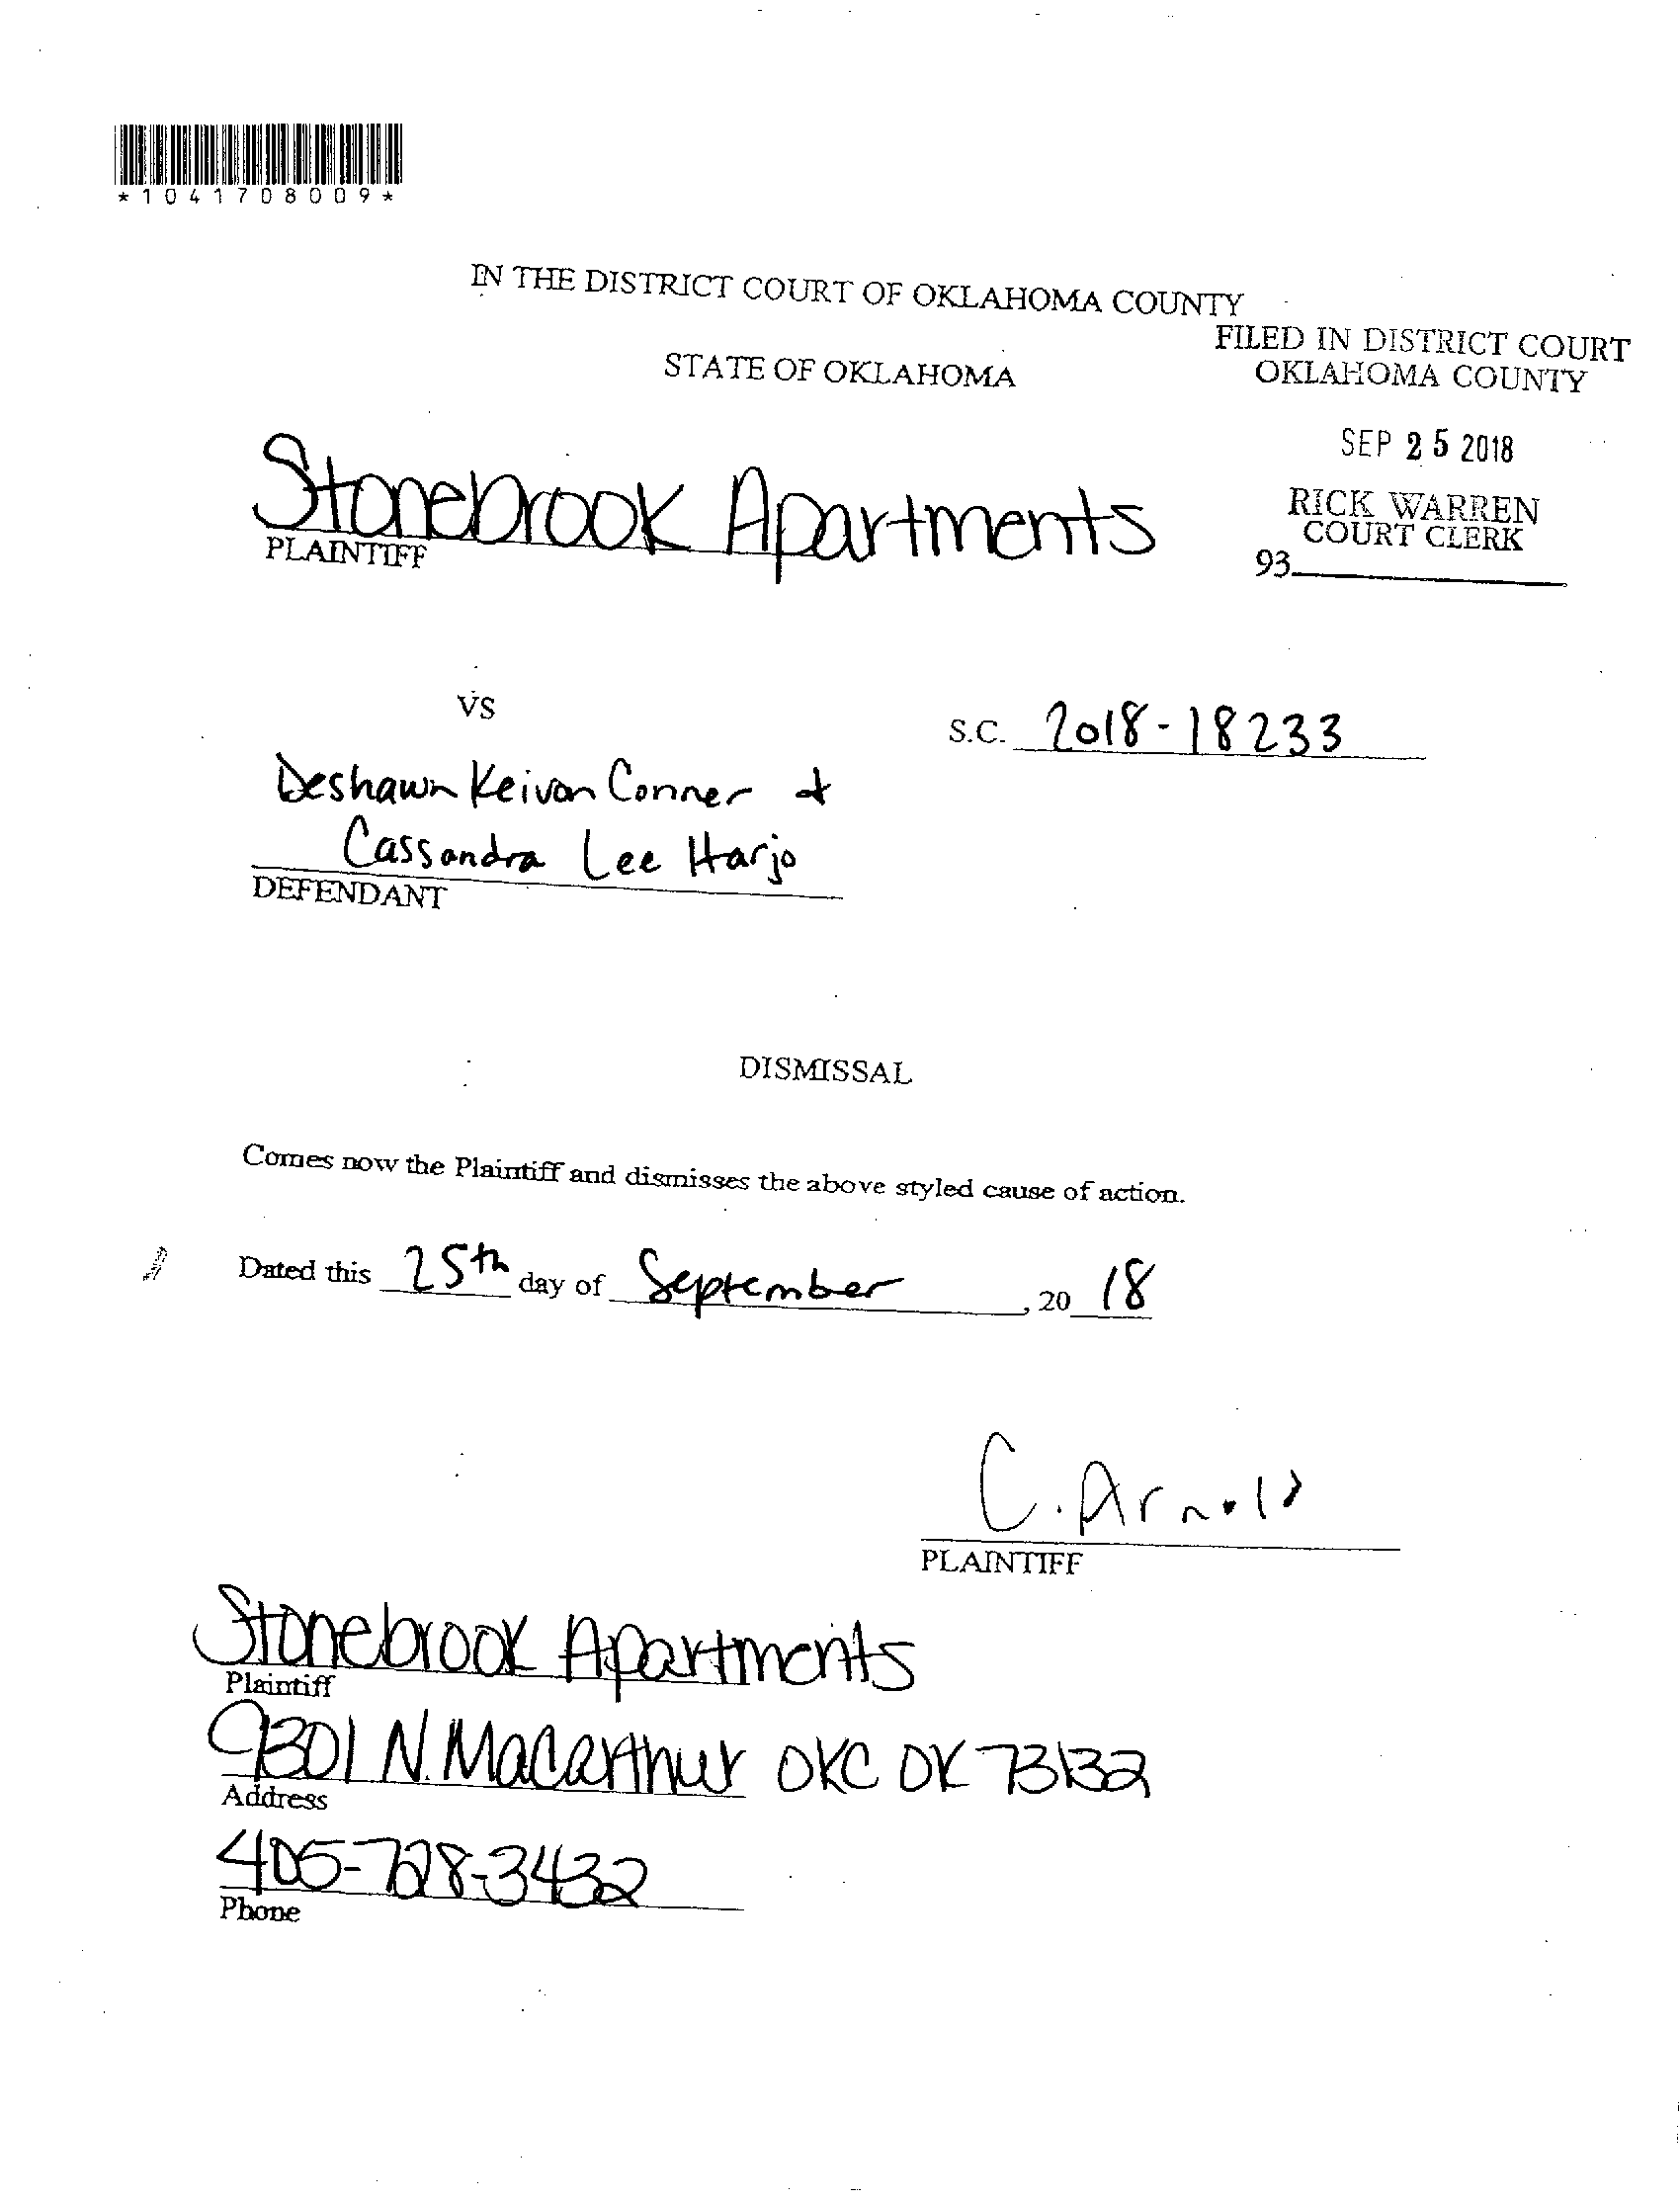 *1041708009*
IN THE DISTRICT COURT OF OKLAHOMA COUNTY
STATE OF OKLAHOMA
FILED IN DISTRICT COURT
OKLAHOMA COUNTY
SEP 25 2018
RICK WARREN
COURT CLERK
93
Stonebrook Apartments
PLAINTIFF
VS
S.C. 2018-18233
Deshawn Keivon Conner &
Cassandra Lee Harjo
DEFENDANT
DISMISSAL
Comes now the Plaintiff and dismisses the above styled cause of action.
Dated this 25th day of September, 2018
C. Arnold
PLAINTIFF
Stonebrook Apartments
Plaintiff
9301 N. Macarthur OKC OK 73132
Address
405-728-3432
Phone